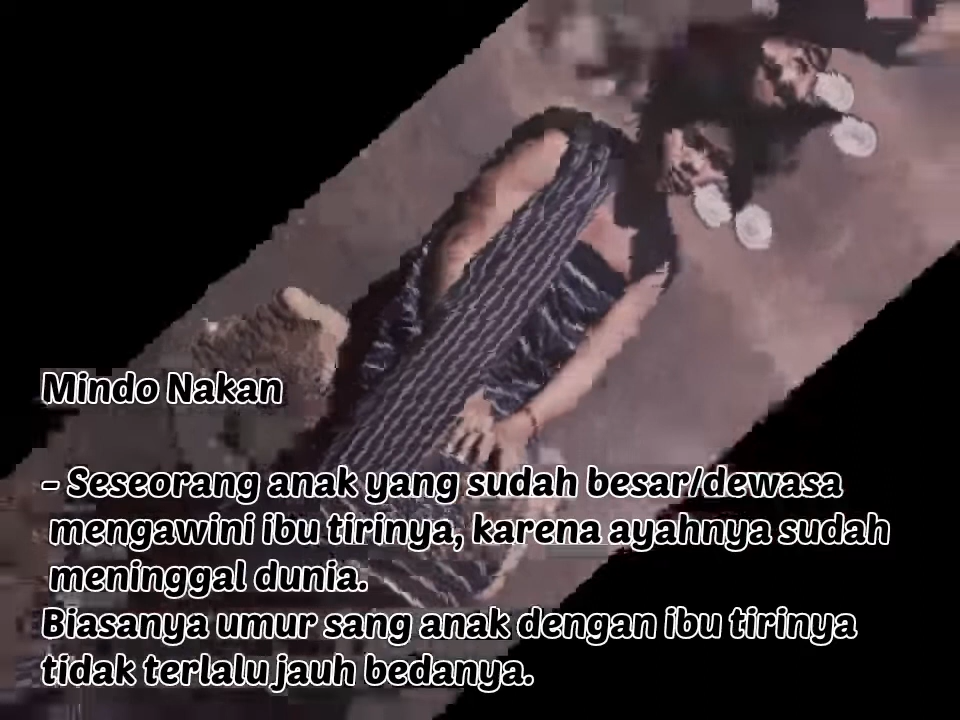 Mindo Nakan
- Seseorang anak yang sudah besar/dewasa
mengawini ibu tirinya, karena ayahnya sudah
meninggal dunia.
Biasanya umur sang anak dengan ibu tirinya
tidak terlalu jauh bedanya.